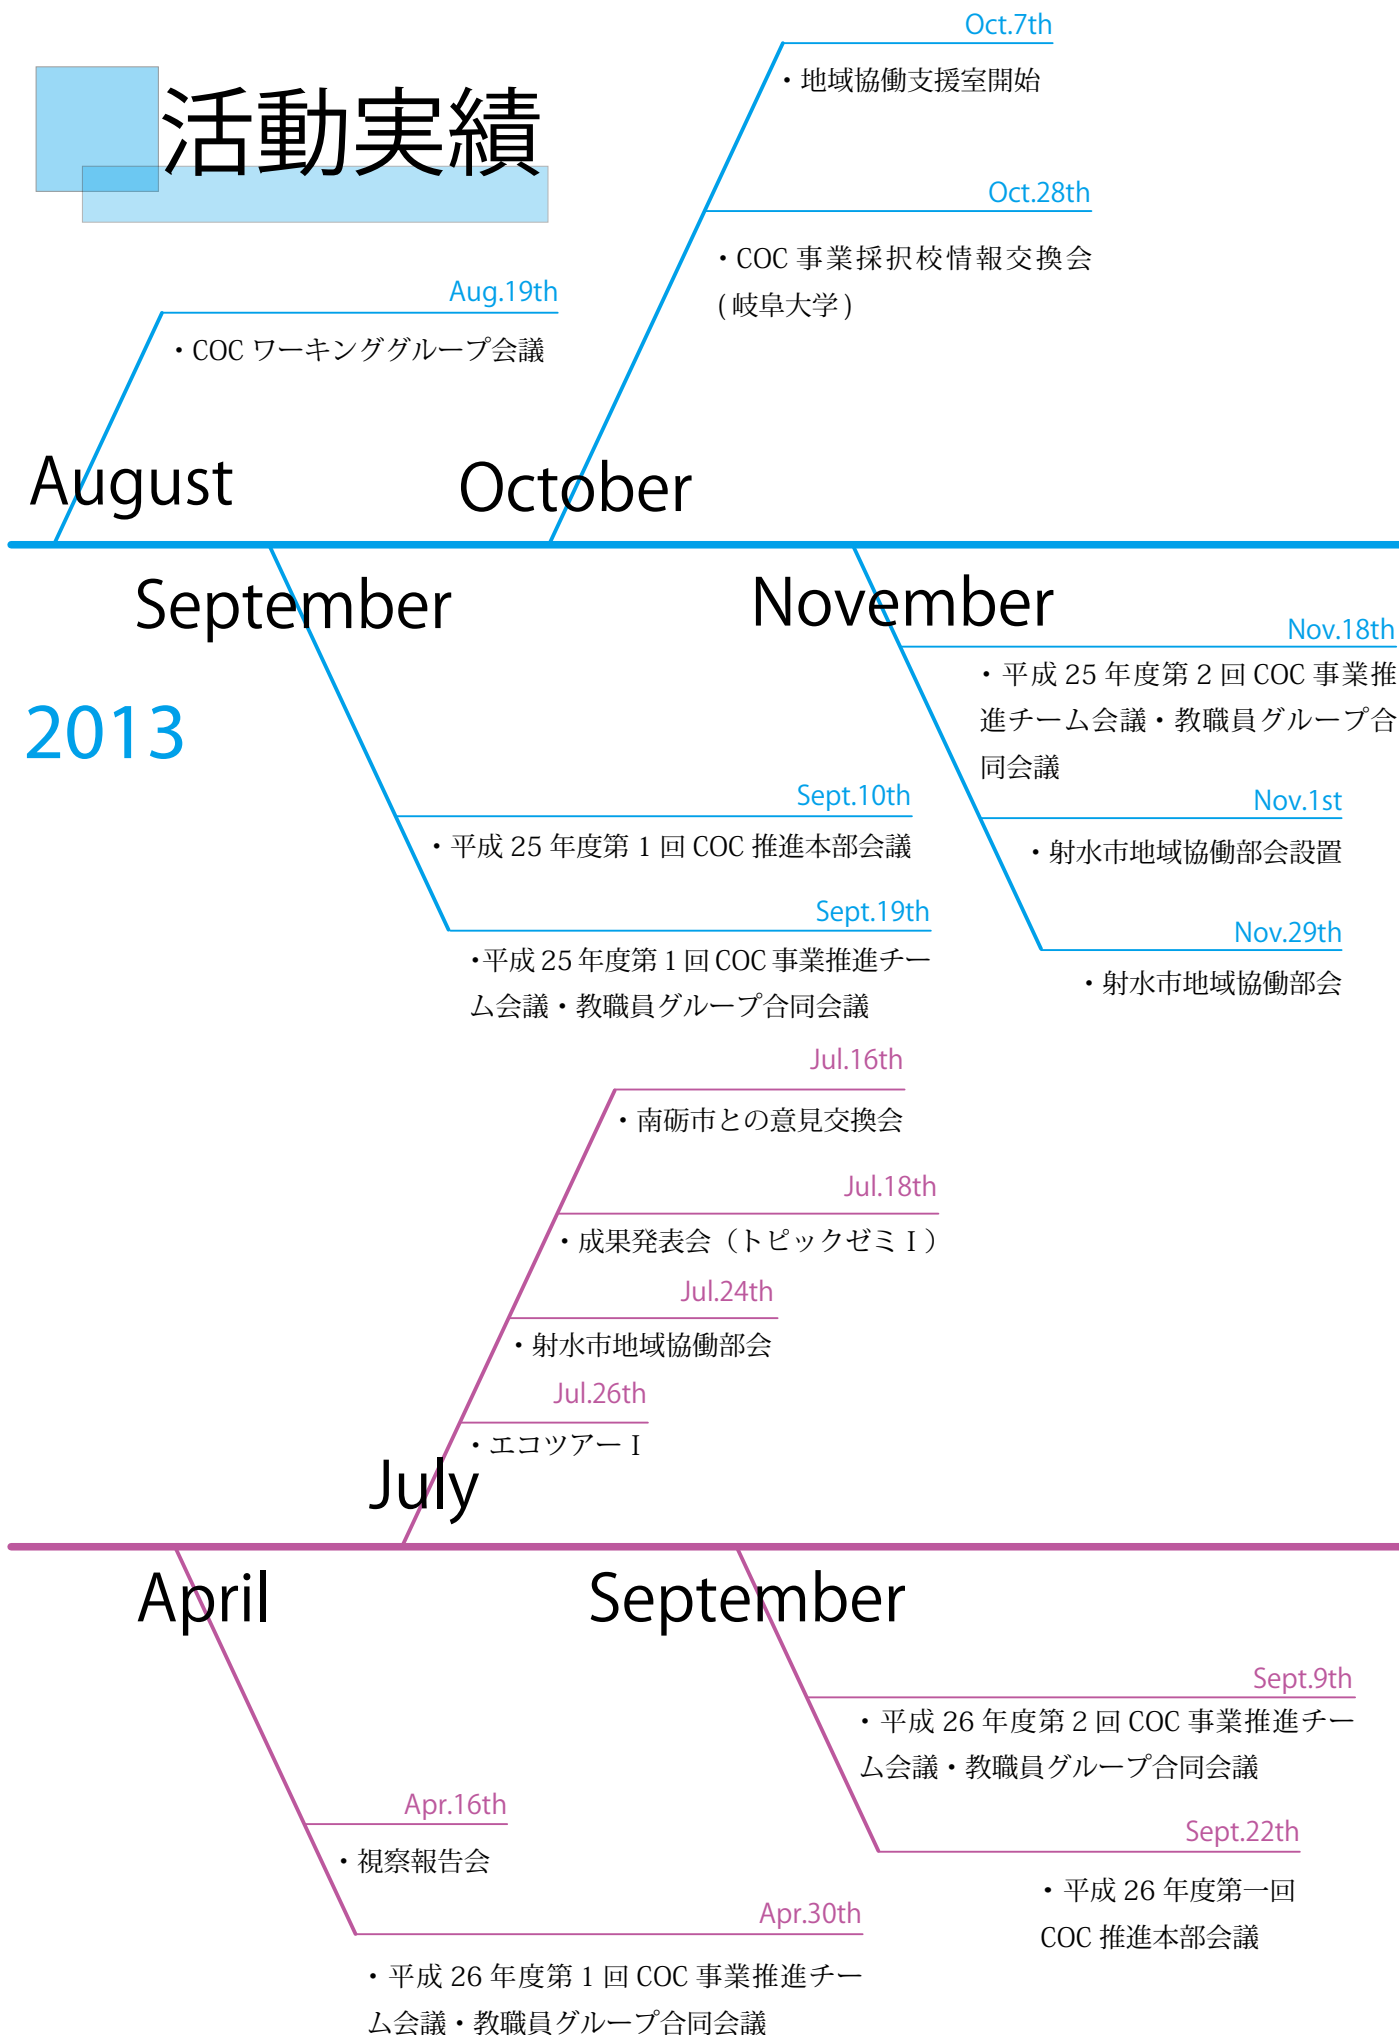 活動実績
Oct.7th
・地域協働支援室開始
Oct.28th
・COC 事業採択校情報交換会
( 岐阜大学 )
Aug.19th
・COC ワーキンググループ会議
August
October
September
November
2013
Nov.18th
・平成 25 年度第 2 回 COC 事業推
進チーム会議・教職員グループ合
同会議
Nov.1st
・射水市地域協働部会設置
Nov.29th
・射水市地域協働部会
Sept.10th
・平成 25 年度第 1 回 COC 推進本部会議
Sept.19th
・平成 25 年度第 1 回 COC 事業推進チー
ム会議・教職員グループ合同会議
Jul.16th
・南砺市との意見交換会
Jul.18th
・成果発表会（トピックゼミ I ）
Jul.24th
・射水市地域協働部会
Jul.26th
・エコツアー I
July
April
September
Sept.9th
・平成 26 年度第 2 回 COC 事業推進チー
ム会議・教職員グループ合同会議
Sept.22th
・平成 26 年度第一回
COC 推進本部会議
Apr.16th
・視察報告会
Apr.30th
・平成 26 年度第 1 回 COC 事業推進チー
ム会議・教職員グループ合同会議